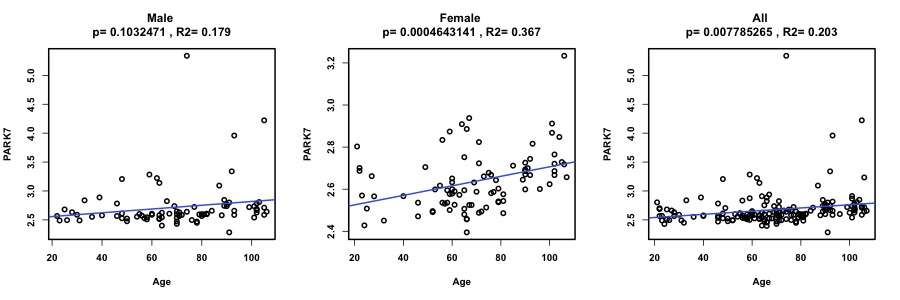 Male
p= 0.1032471 , R2= 0.179
PARK7
5.0
4.5
4.0
3.5
3.0
2.5
20 40 60 80 100
Age
Female
p= 0.0004643141 , R2= 0.367
PARK7
3.2
3.0
2.8
2.6
2.4
20 40 60 80 100
Age
All
p= 0.007785265 , R2= 0.203
PARK7
5.0
4.5
4.0
3.5
3.0
2.5
20 40 60 80 100
Age